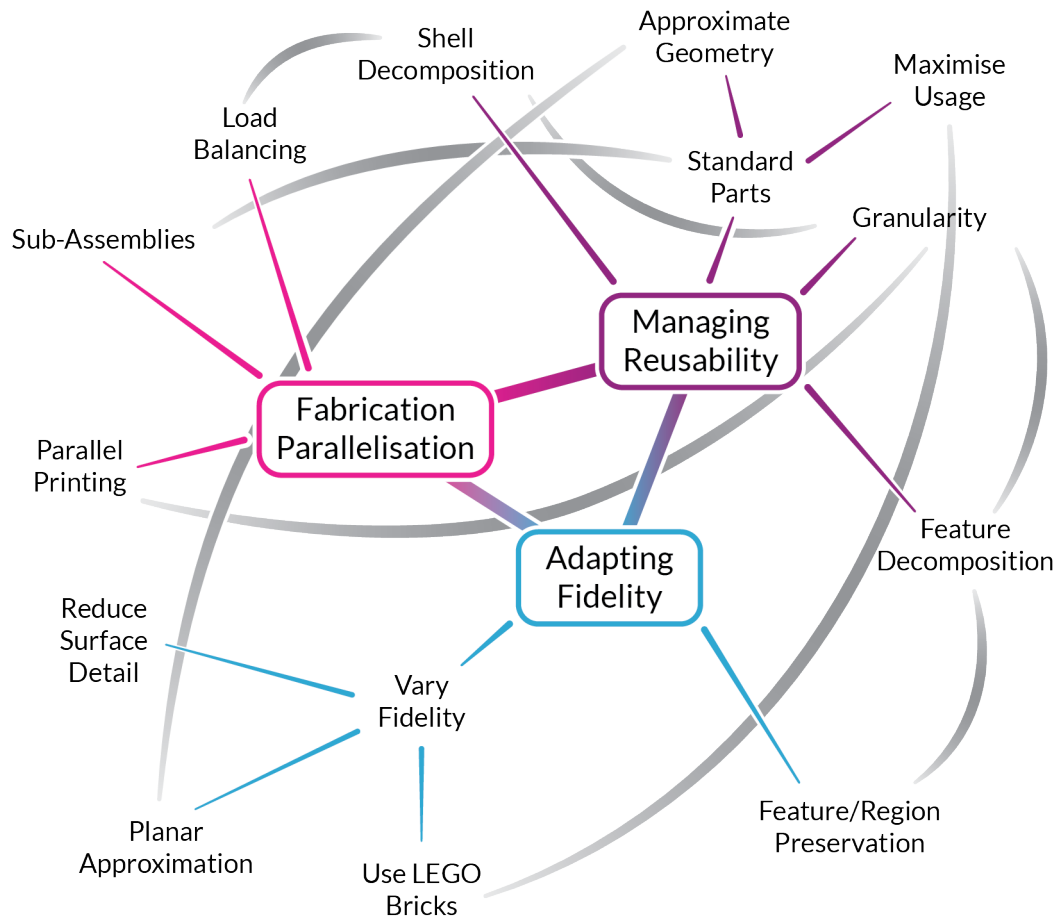 Shell
Decomposition
Approximate
Geometry
Maximise
Usage
Load
Balancing
Standard
Parts
Sub-Assemblies
Granularity
Managing
Reusability
Fabrication
Parallelisation
Parallel
Printing
Feature
Decomposition
Adapting
Fidelity
Reduce
Surface
Detail
Vary
Fidelity
Planar
Approximation
Feature/Region
Preservation
Use LEGO
Bricks